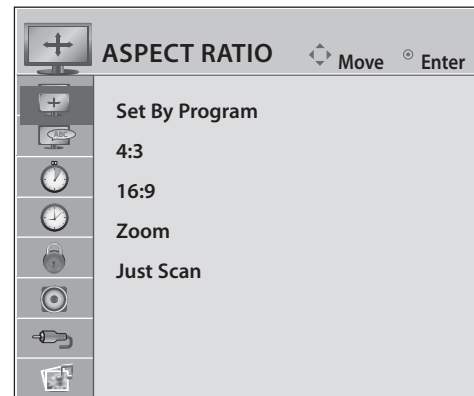 ASPECT RATIO Move Enter
ABC
Set By Program
4:3
16:9
Zoom
Just Scan